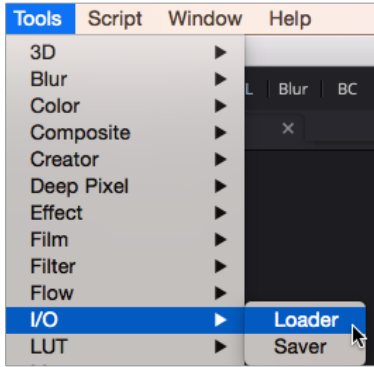 Tools Script Window Help
3D
Blur
L Blur BC
Color
Composite
Creator
Deep Pixel
Effect
Film
Filter
Flow
I/O Loader
LUT Saver